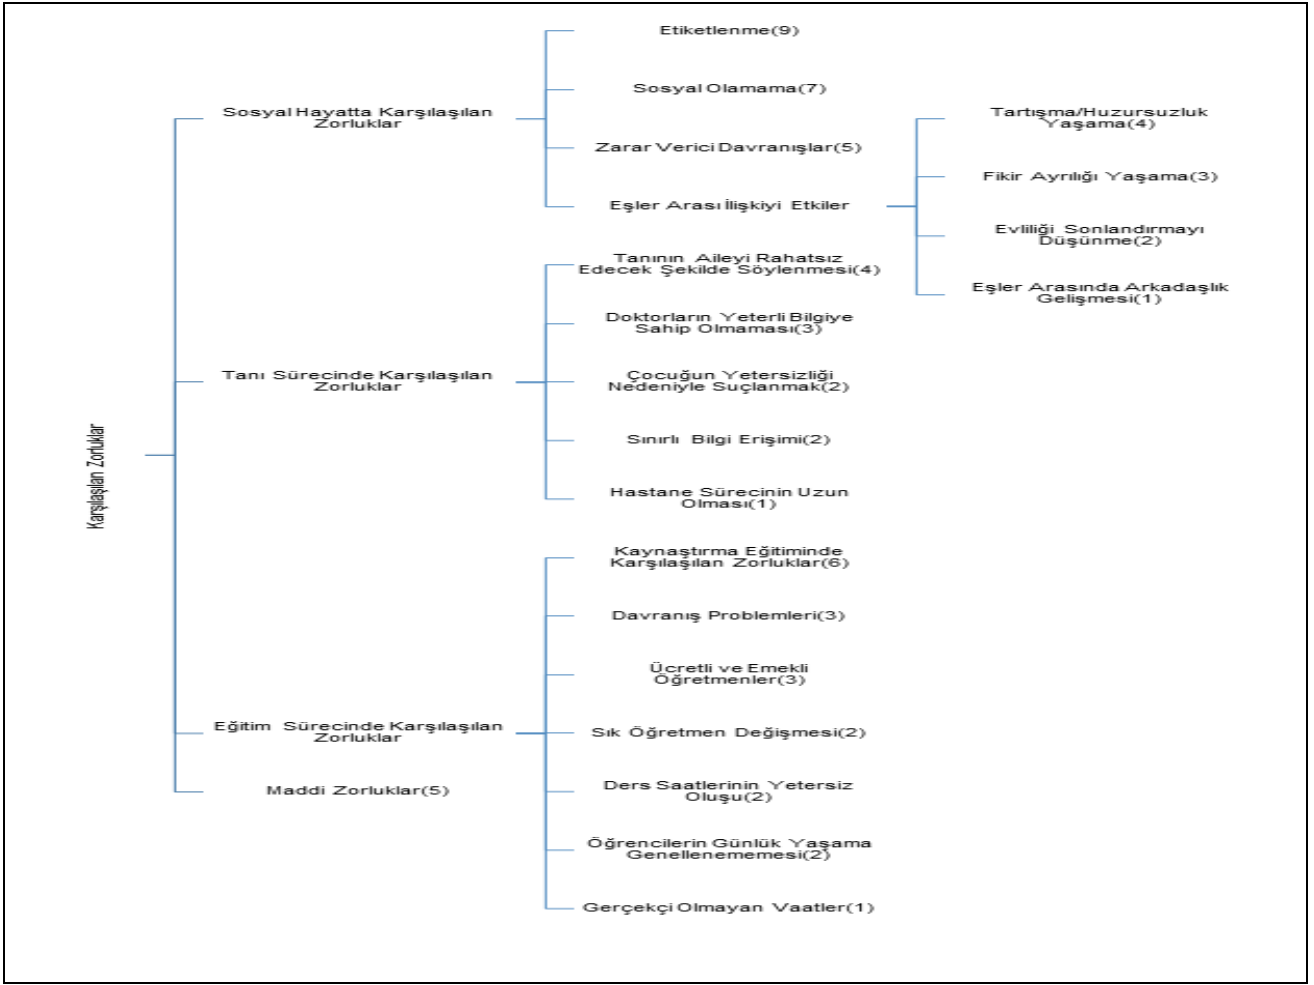 Karşılaşılan Zorluklar
Sosyal Hayatta Karşılaşılan
Zorluklar
Etiketlenme(9)
Sosyal Olamama(7)
Zarar Verici Davranışlar(5)
Eşler Arası İlişkiyi Etkiler
Tartışma/Huzursuzluk
Yaşama(4)
Fikir Ayrılığı Yaşama(3)
Evliliği Sonlandırmayı
Düşünme(2)
Eşler Arasında Arkadaşlık
Gelişmesi(1)
Tanı Sürecinde Karşılaşılan
Zorluklar
Tanının Aileyi Rahatsız
Edecek Şekilde Söylenmesi(4)
Doktorların Yeterli Bilgiye
Sahip Olmaması(3)
Çocuğun Yetersizliği
Nedeniyle Suçlanmak(2)
Sınırlı Bilgi Erişimi(2)
Hastane Sürecinin Uzun
Olması(1)
Eğitim Sürecinde Karşılaşılan
Zorluklar
Kaynaştırma Eğitiminde
Karşılaşılan Zorluklar(6)
Davranış Problemleri(3)
Ücretli ve Emekli
Öğretmenler(3)
Sık Öğretmen Değişmesi(2)
Ders Saatlerinin Yetersiz
Oluşu(2)
Öğrencilerin Günlük Yaşama
Genellenememesi(2)
Gerçekçi Olmayan Vaatler(1)
Maddi Zorluklar(5)